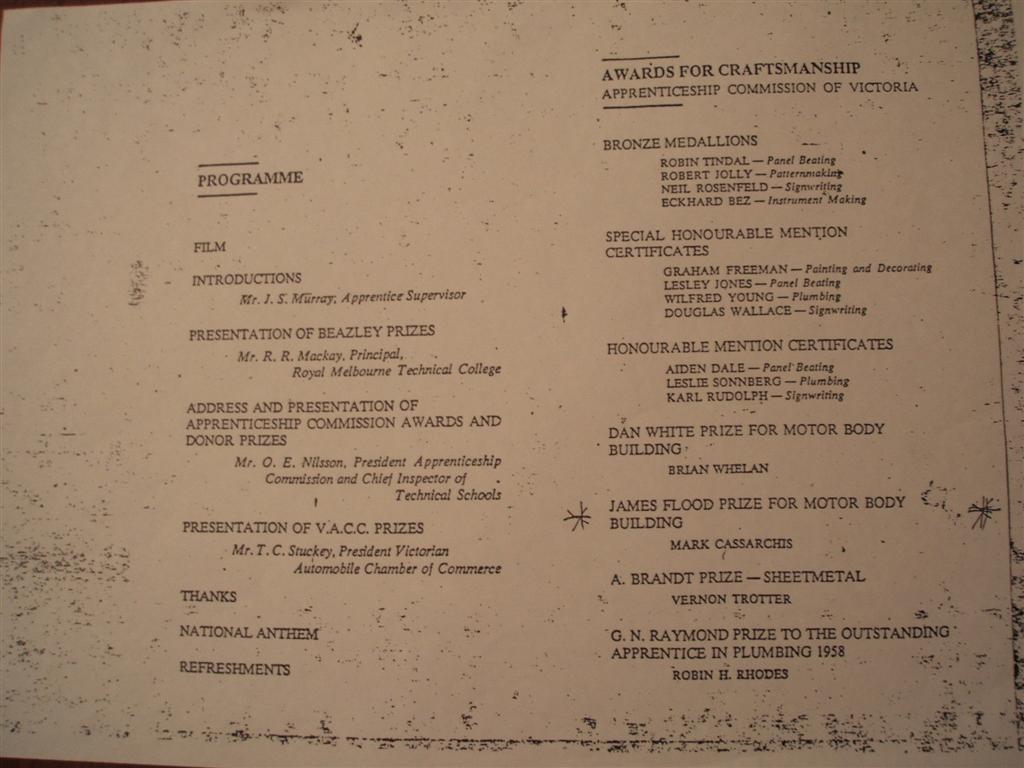 PROGRAMME
FILM
INTRODUCTIONS
Mr. J. S. Murray, Apprentice Supervisor
PRESENTATION OF BEAZLEY PRIZES
Mr. R. R. Mackay, Principal,
Royal Melbourne Technical College
ADDRESS AND PRESENTATION OF
APPRENTICESHIP COMMISSION AWARDS AND
DONOR PRIZES
Mr. O. E. Nilsson, President Apprenticeship
Commission and Chief Inspector of
Technical Schools
PRESENTATION OF V.A.C.C. PRIZES
Mr. T. C. Stuckey, President Victorian
Automobile Chamber of Commerce
THANKS
NATIONAL ANTHEM
REFRESHMENTS
AWARDS FOR CRAFTSMANSHIP
APPRENTICESHIP COMMISSION OF VICTORIA
BRONZE MEDALLIONS
ROBIN TINDAL — Panel Beating
ROBERT JOLLY — Patternmaking
NEIL ROSENFELD — Signwriting
ECKHARD BEZ — Instrument Making
SPECIAL HONOURABLE MENTION
CERTIFICATES
GRAHAM FREEMAN — Painting and Decorating
LESLEY JONES — Panel Beating
WILFRED YOUNG — Plumbing
DOUGLAS WALLACE — Signwriting
HONOURABLE MENTION CERTIFICATES
AIDEN DALE — Panel Beating
LESLIE SONNBERG — Plumbing
KARL RUDOLPH — Signwriting
DAN WHITE PRIZE FOR MOTOR BODY
BUILDING
BRIAN WHELAN
JAMES FLOOD PRIZE FOR MOTOR BODY
BUILDING
MARK CASSARCHIS
A. BRANDT PRIZE — SHEETMETAL
VERNON TROTTER
G. N. RAYMOND PRIZE TO THE OUTSTANDING
APPRENTICE IN PLUMBING 1958
ROBIN H. RHODES